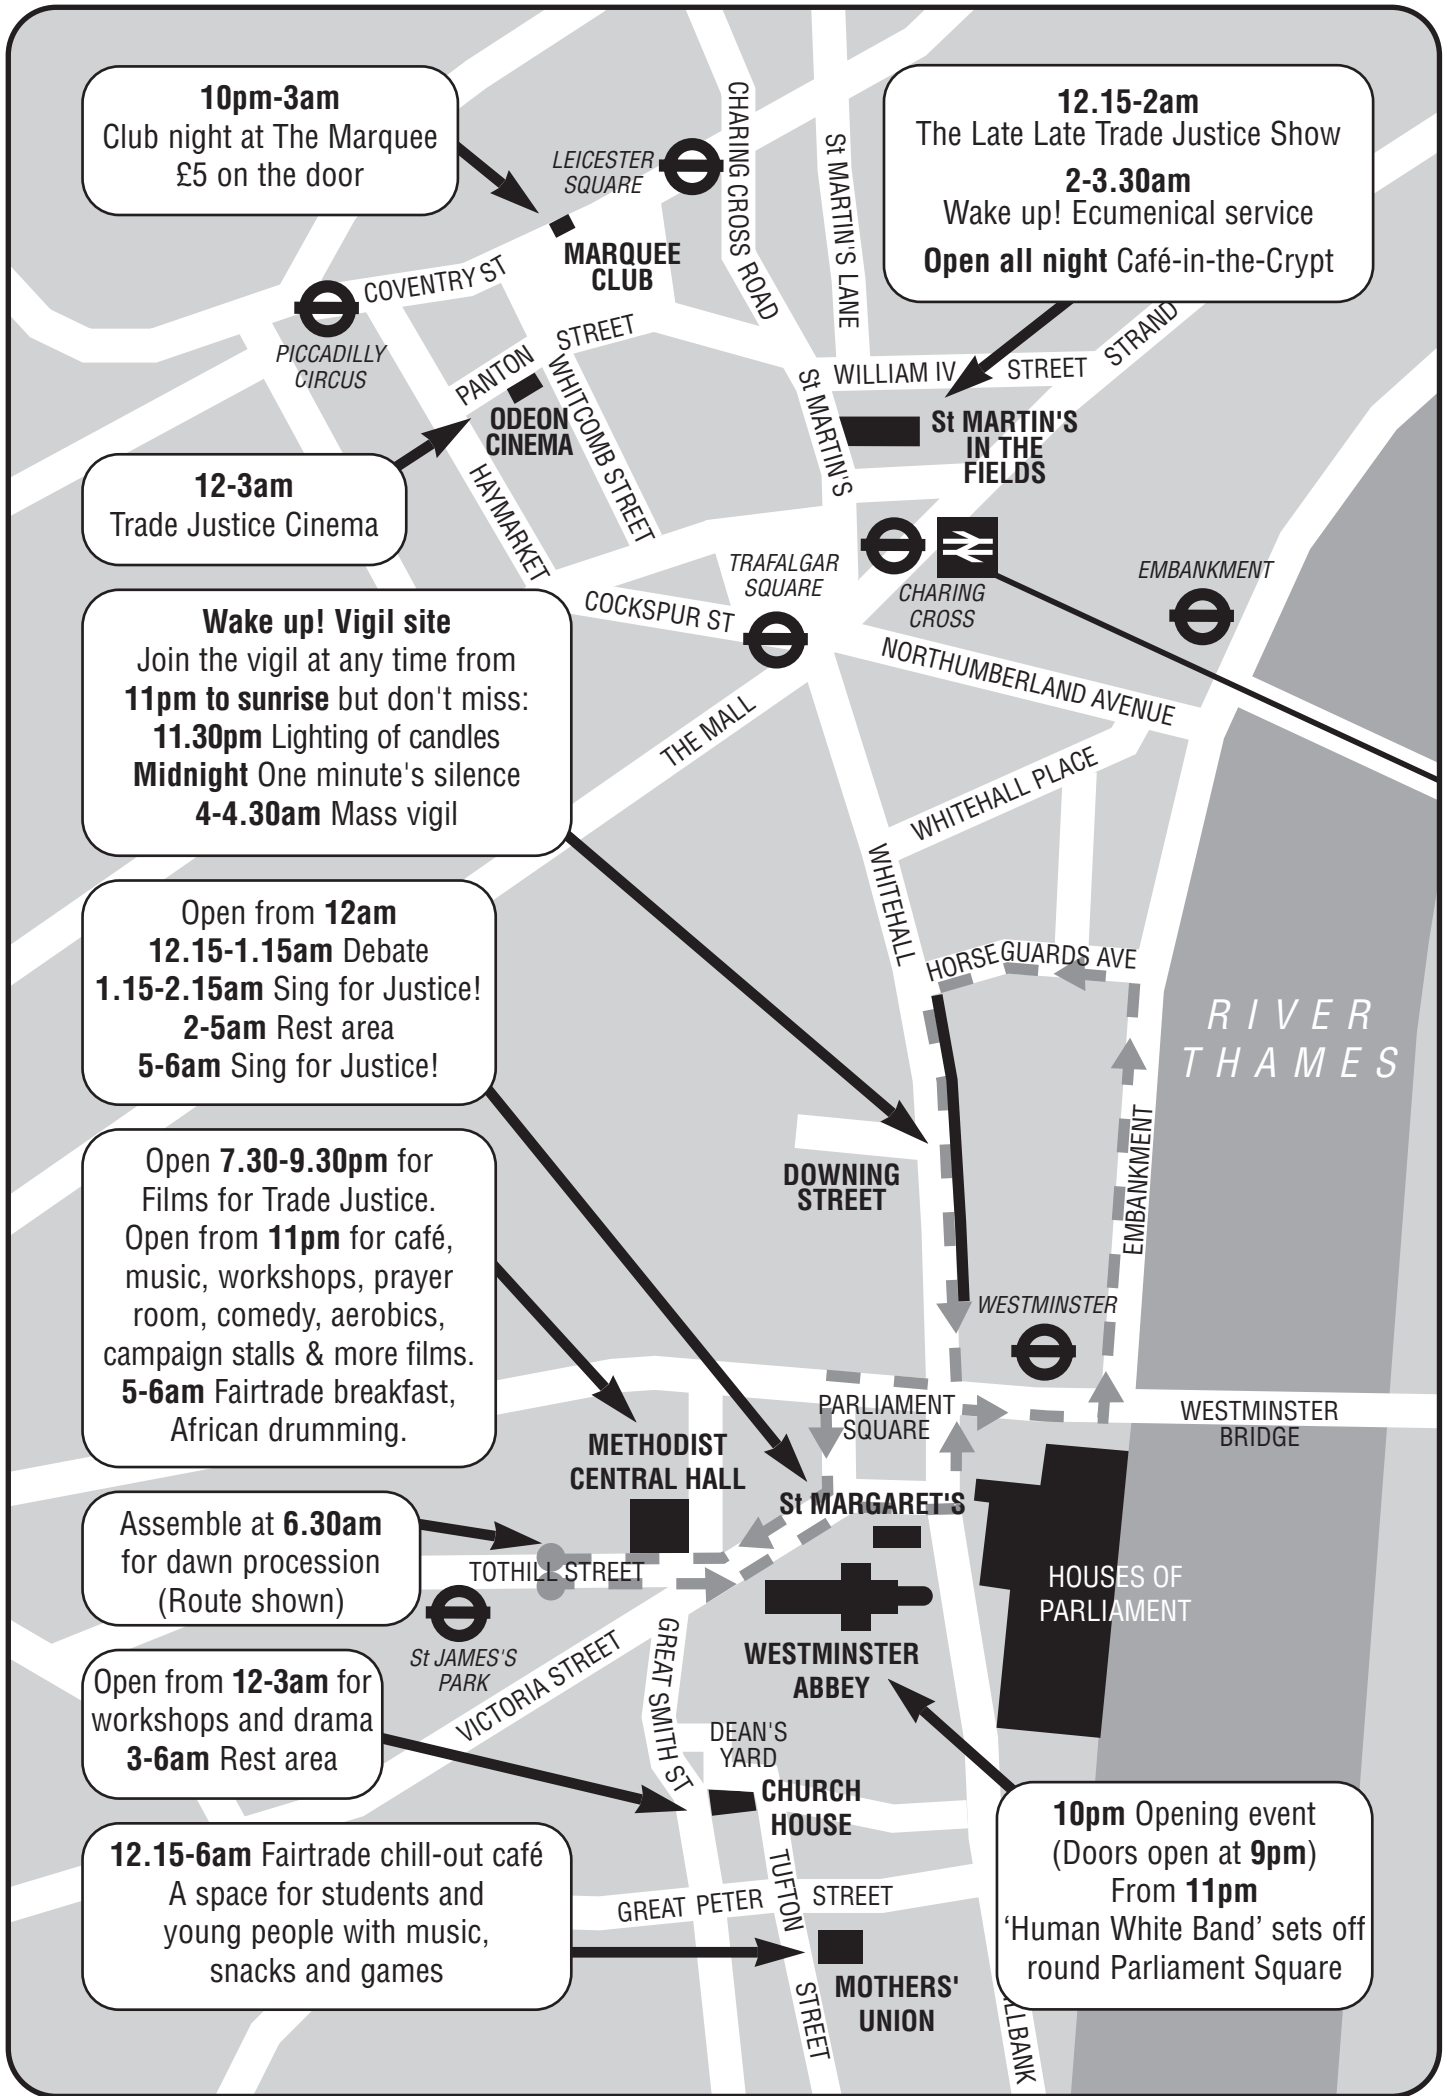 10pm-3am
Club night at The Marquee
£5 on the door
12.15-2am
The Late Late Trade Justice Show
2-3.30am
Wake up! Ecumenical service
Open all night Café-in-the-Crypt
LEICESTER
SQUARE
CHARING CROSS ROAD
St MARTIN'S LANE
MARQUEE
CLUB
COVENTRY ST
PICCADILLY
CIRCUS
PANTON STREET
WHITCOMB STREET
ODEON
CINEMA
HAYMARKET
WILLIAM IV STREET
STRAND
St MARTIN'S
St MARTIN'S
IN THE
FIELDS
12-3am
Trade Justice Cinema
TRAFALGAR
SQUARE
CHARING
CROSS
EMBANKMENT
COCKSPUR ST
NORTHUMBERLAND AVENUE
THE MALL
WHITEHALL PLACE
WHITEHALL
Wake up! Vigil site
Join the vigil at any time from
11pm to sunrise but don't miss:
11.30pm Lighting of candles
Midnight One minute's silence
4-4.30am Mass vigil
Open from 12am
12.15-1.15am Debate
1.15-2.15am Sing for Justice!
2-5am Rest area
5-6am Sing for Justice!
HORSE GUARDS AVE
RIVER
THAMES
EMBANKMENT
DOWNING
STREET
Open 7.30-9.30pm for
Films for Trade Justice.
Open from 11pm for café,
music, workshops, prayer
room, comedy, aerobics,
campaign stalls & more films.
5-6am Fairtrade breakfast,
African drumming.
WESTMINSTER
PARLIAMENT
SQUARE
WESTMINSTER
BRIDGE
METHODIST
CENTRAL HALL
St MARGARET'S
Assemble at 6.30am
for dawn procession
(Route shown)
TOTHILL STREET
HOUSES OF
PARLIAMENT
St JAMES'S
PARK
VICTORIA STREET
GREAT SMITH ST
WESTMINSTER
ABBEY
Open from 12-3am for
workshops and drama
3-6am Rest area
DEAN'S
YARD
CHURCH
HOUSE
10pm Opening event
(Doors open at 9pm)
From 11pm
‘Human White Band’ sets off
round Parliament Square
12.15-6am Fairtrade chill-out café
A space for students and
young people with music,
snacks and games
GREAT PETER STREET
TUFTON STREET
MOTHERS'
UNION
LLBANK